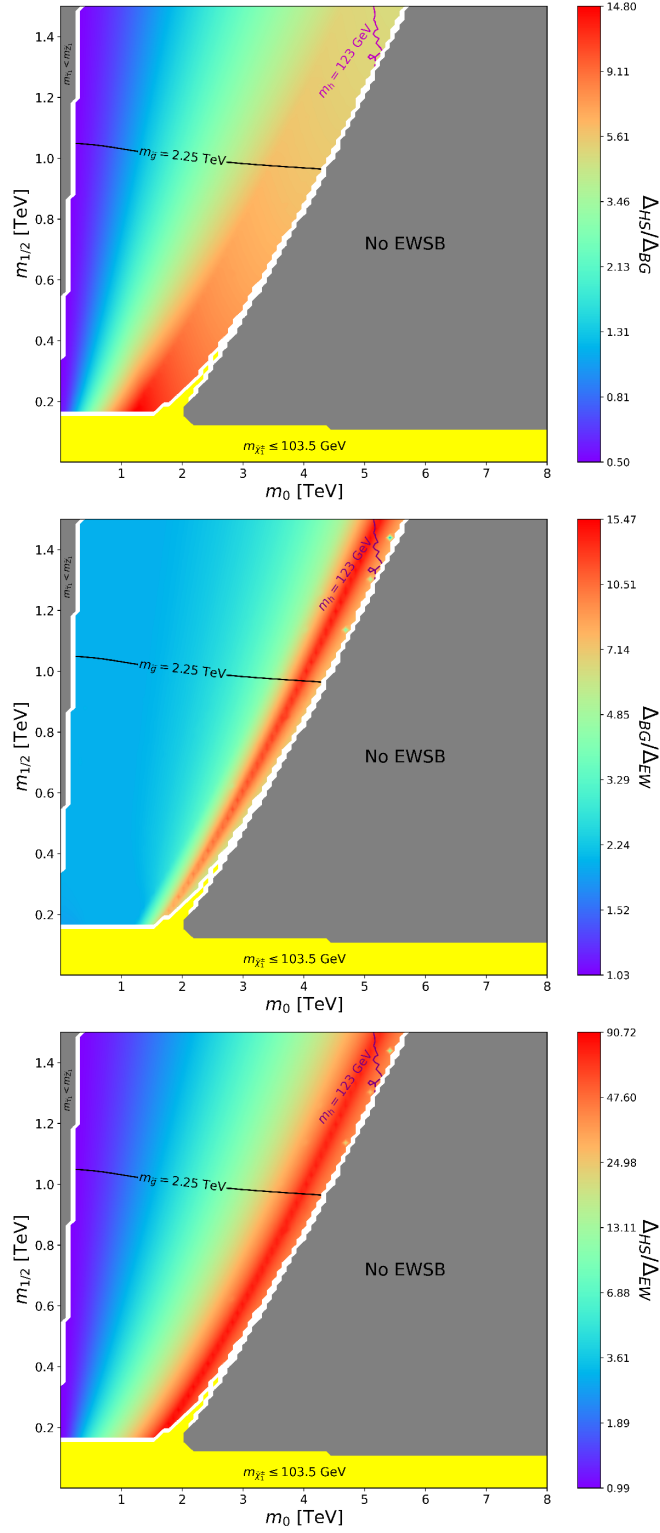 1.4
1.2
1.0
0.8
0.6
0.4
0.2
m_{1/2} [TeV]
1 2 3 4 5 6 7 8
m_0 [TeV]
m_{g̃} = 2.25 TeV
m_h = 123 GeV
No EWSB
m_{χ̃_1^±} ≤ 103.5 GeV
14.80
9.11
5.61
3.46
2.13
1.31
0.81
0.50
Δ_{HS}/Δ_{BG}
1.4
1.2
1.0
0.8
0.6
0.4
0.2
m_{1/2} [TeV]
1 2 3 4 5 6 7 8
m_0 [TeV]
m_{g̃} = 2.25 TeV
m_h = 123 GeV
No EWSB
m_{χ̃_1^±} ≤ 103.5 GeV
15.47
10.51
7.14
4.85
3.29
2.24
1.52
1.03
Δ_{BG}/Δ_{EW}
1.4
1.2
1.0
0.8
0.6
0.4
0.2
m_{1/2} [TeV]
1 2 3 4 5 6 7 8
m_0 [TeV]
m_{g̃} = 2.25 TeV
m_h = 123 GeV
No EWSB
m_{χ̃_1^±} ≤ 103.5 GeV
90.72
47.60
24.98
13.11
6.88
3.61
1.89
0.99
Δ_{HS}/Δ_{EW}